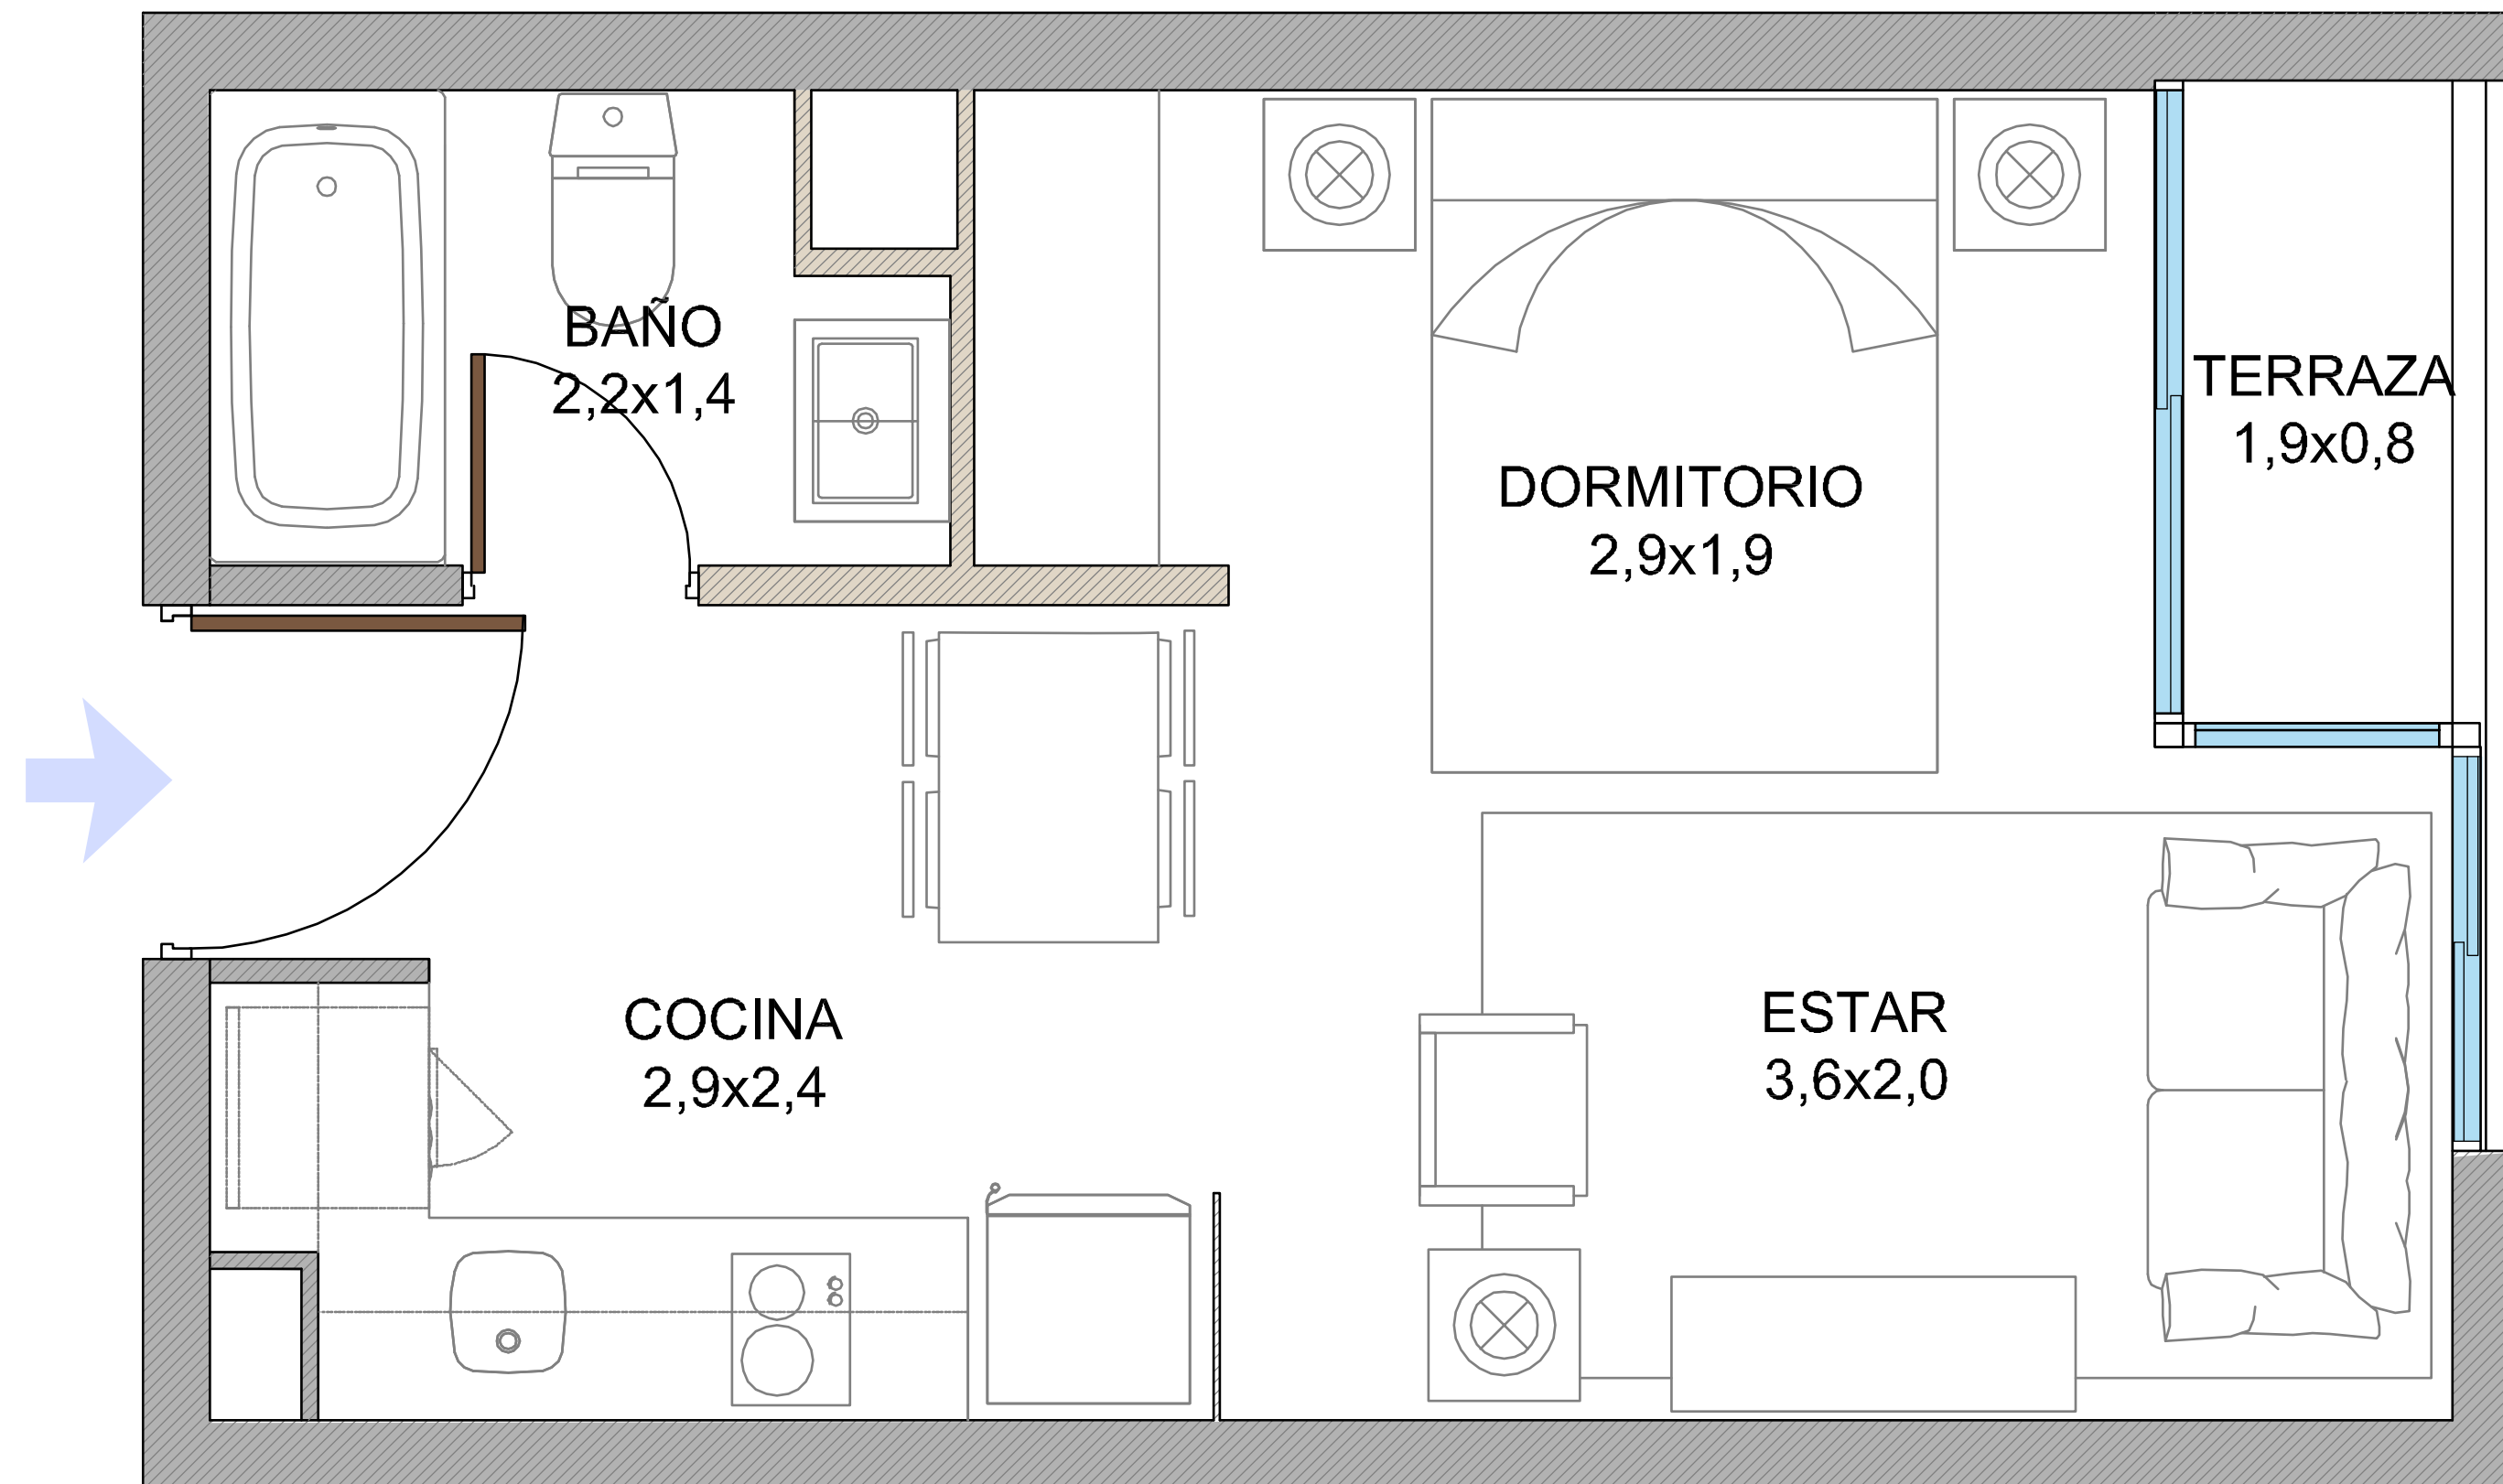 BAÑO
2,2x1,4
TERRAZA
1,9x0,8
DORMITORIO
2,9x1,9
COCINA
2,9x2,4
ESTAR
3,6x2,0